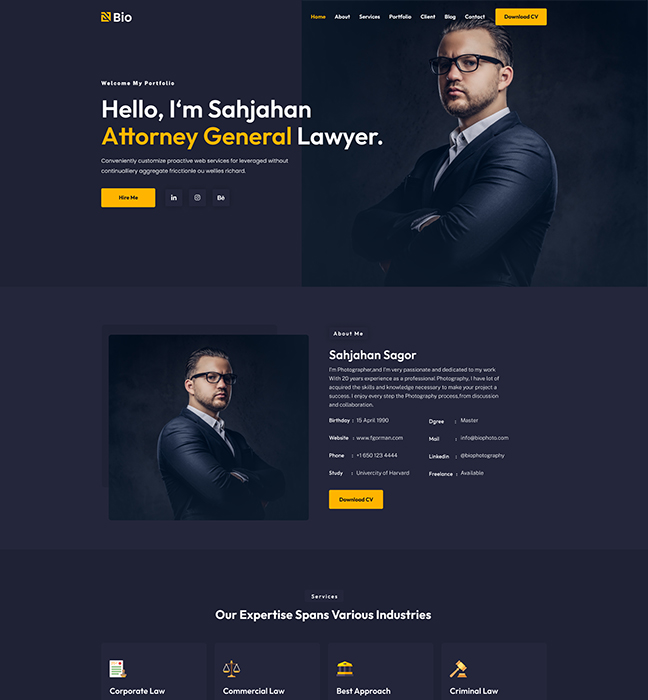 Bio
Home About Services Portfolio Client Blog Contact Download CV
Welcome My Portfolio
Hello, I‘m Sahjahan
Attorney General Lawyer.
Conveniently customize proactive web services for leveraged without
continualliery aggregate fricctionle ou wellies richard.
Hire Me
in
Bē
About Me
Sahjahan Sagor
I'm Photographer,and I'm very passionate and dedicated to my work
With 20 years experience as a professional Photography, I have lot of
acquired the skills and knowledge necessary to make your project a
success. I enjoy every step the Photography process,from discussion
and collaboration.
Birthday : 15 April 1990 Dgree : Master
Website : www.fgorman.com Mail : info@biophoto.com
Phone : +1 650 123 4444 Linkedin : @biophotography
Study : Univercity of Harvard Freelance : Available
Download CV
Services
Our Expertise Spans Various Industries
Corporate Law Commercial Law Best Approach Criminal Law